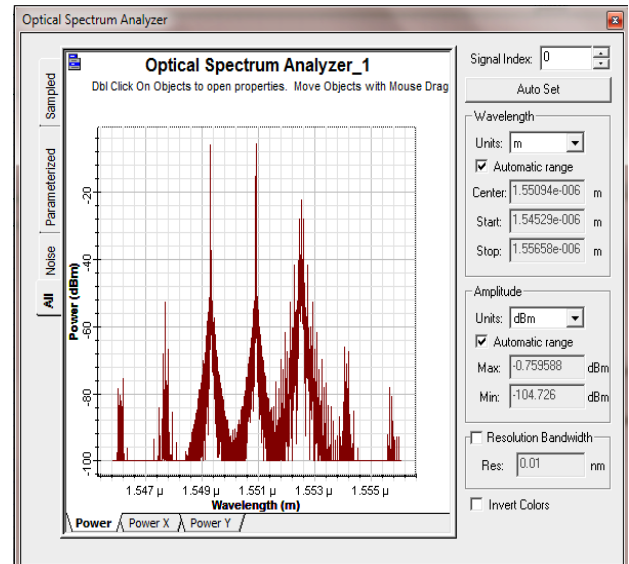 Optical Spectrum Analyzer
Sampled
Parameterized
Noise
All
Optical Spectrum Analyzer_1
Dbl Click On Objects to open properties. Move Objects with Mouse Drag
Power (dBm)
-20
-40
-60
-80
-100
1.547 µ 1.549 µ 1.551 µ 1.553 µ 1.555 µ
Wavelength (m)
Power Power X Power Y
Signal Index: 0
Auto Set
Wavelength
Units: m
Automatic range
Center: 1.55094e-006 m
Start: 1.54529e-006 m
Stop: 1.55658e-006 m
Amplitude
Units: dBm
Automatic range
Max: -0.759588 dBm
Min: -104.726 dBm
Resolution Bandwidth
Res: 0.01 nm
Invert Colors